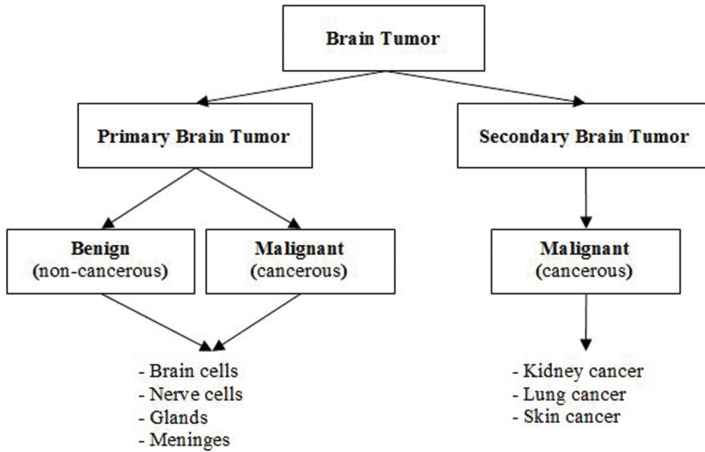 Brain Tumor
Primary Brain Tumor
Secondary Brain Tumor
Benign
(non-cancerous)
Malignant
(cancerous)
Malignant
(cancerous)
- Brain cells
- Nerve cells
- Glands
- Meninges
- Kidney cancer
- Lung cancer
- Skin cancer